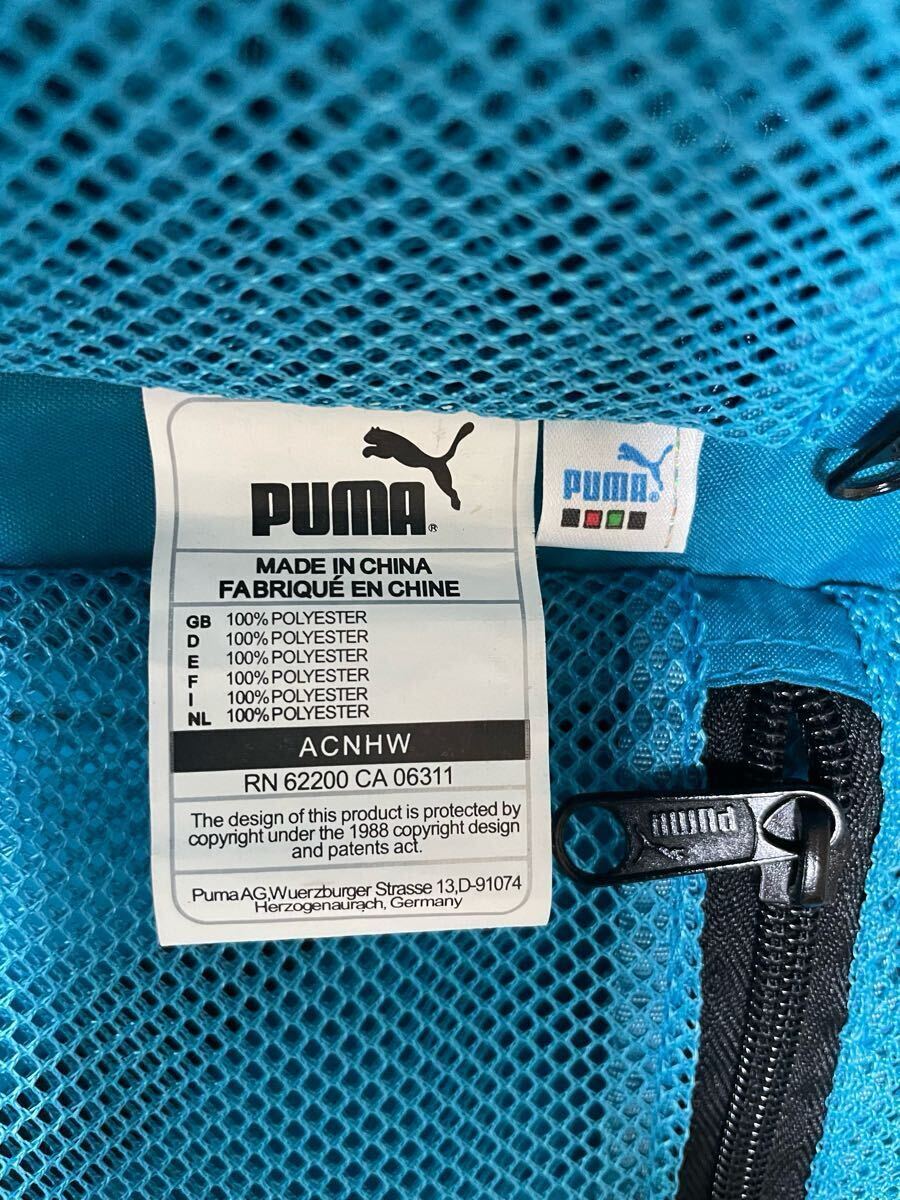 PUMA®
MADE IN CHINA
FABRIQUÉ EN CHINE
GB 100% POLYESTER
D 100% POLYESTER
E 100% POLYESTER
F 100% POLYESTER
I 100% POLYESTER
NL 100% POLYESTER
ACNHW
RN 62200 CA 06311
The design of this product is protected by
copyright under the 1988 copyright design
and patents act.
PumaAG,Wuerzburger Strasse 13,D-91074
Herzogenaurach, Germany
PUMA®
PUMA